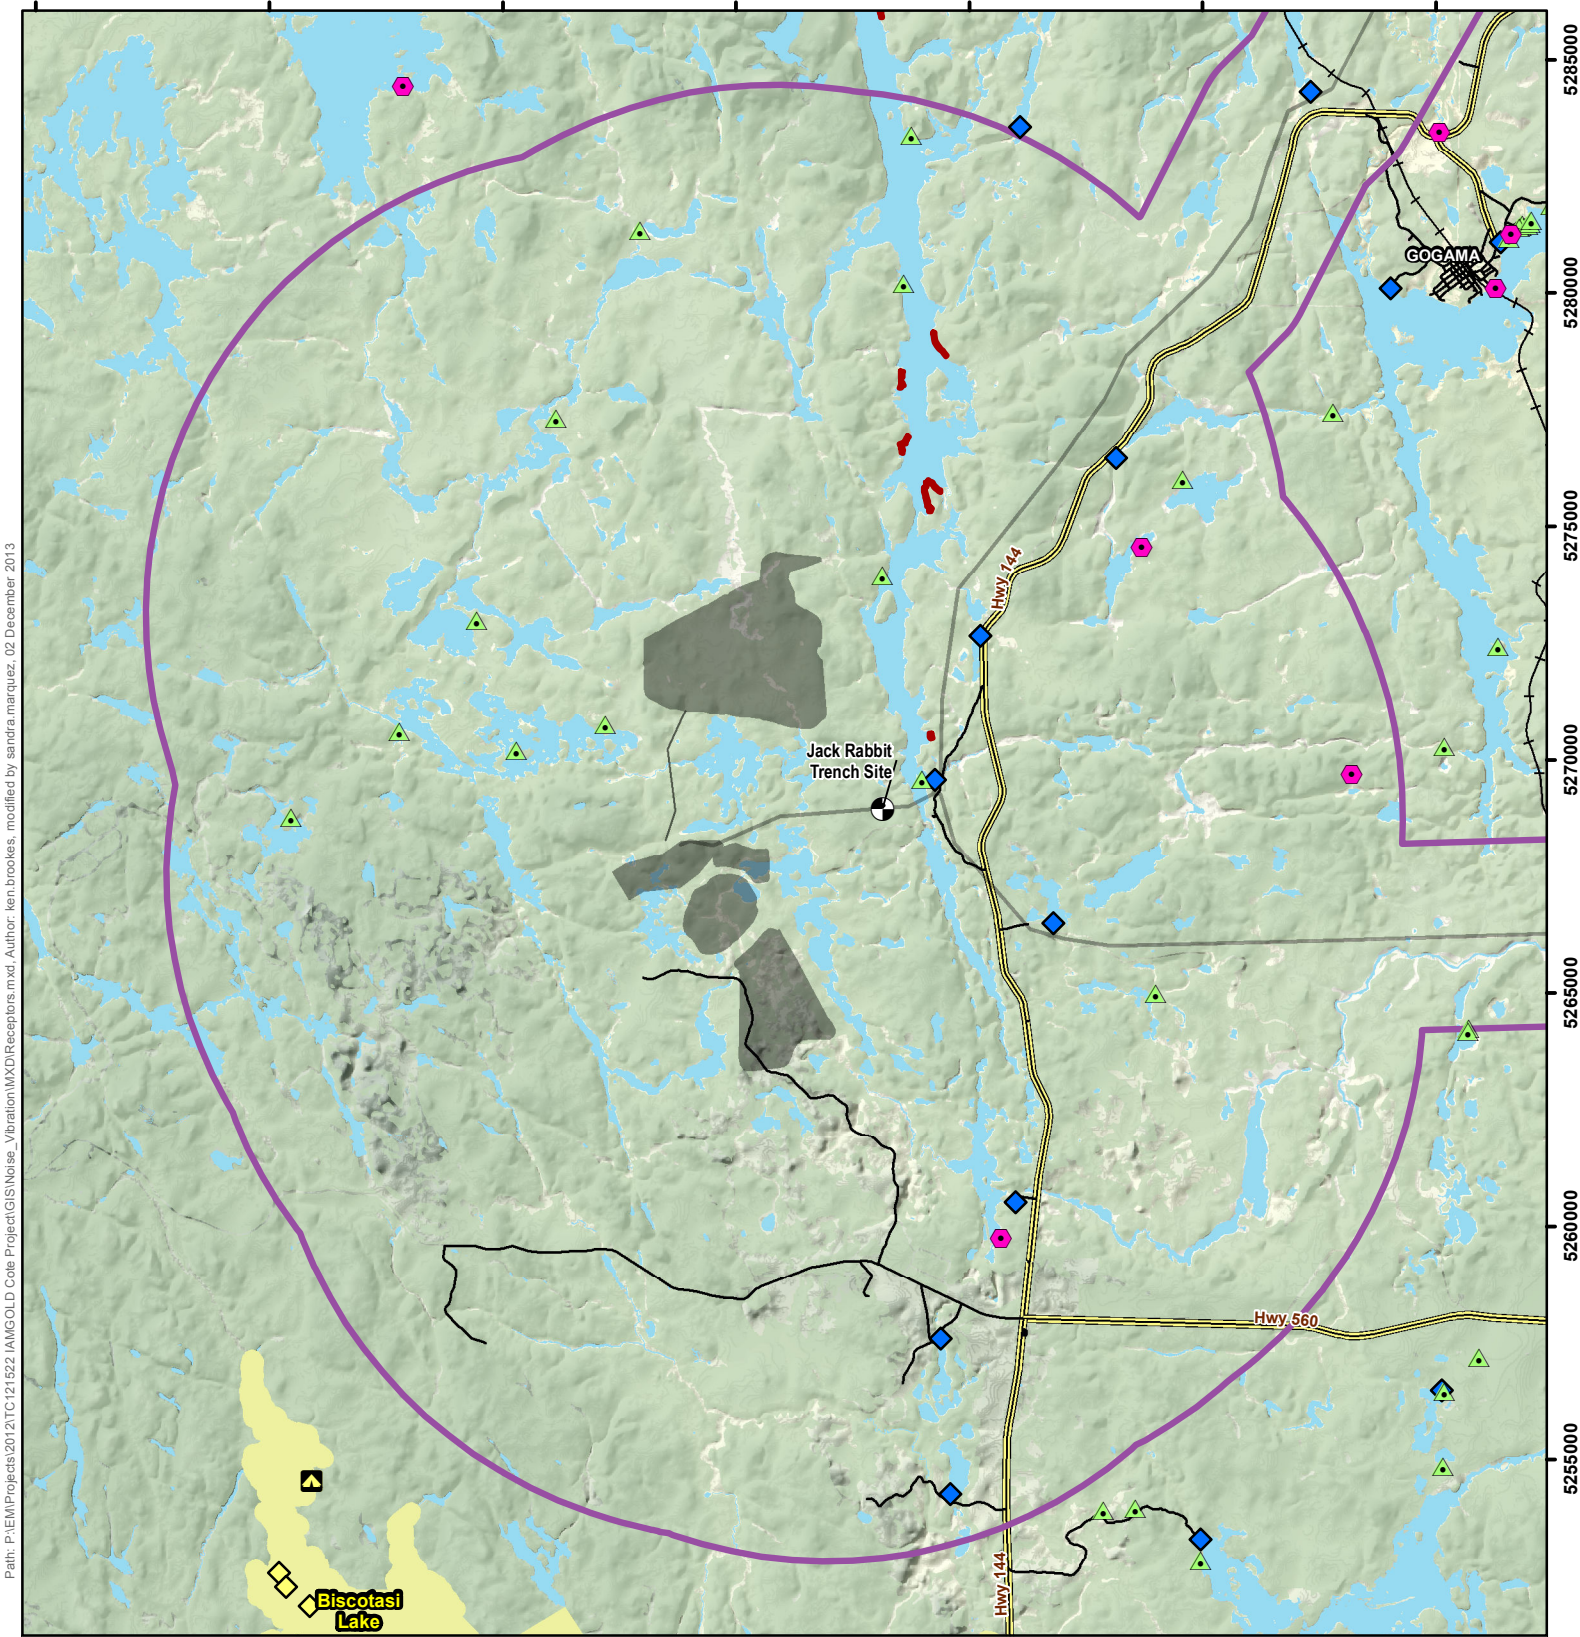 5285000
GOGAMA
5280000
Hwy 144
5275000
Jack Rabbit
Trench Site
5270000
5265000
5260000
Hwy 560
5255000
Hwy 144
Biscotasi
Lake
Path: P:\EM\Projects\2012\TC121522 IAMGOLD Cote Project\GIS\Noise_Vibration\MXD\Receptors.mxd, Author: ken.brookes, modified by sandra.marquez, 02 December 2013